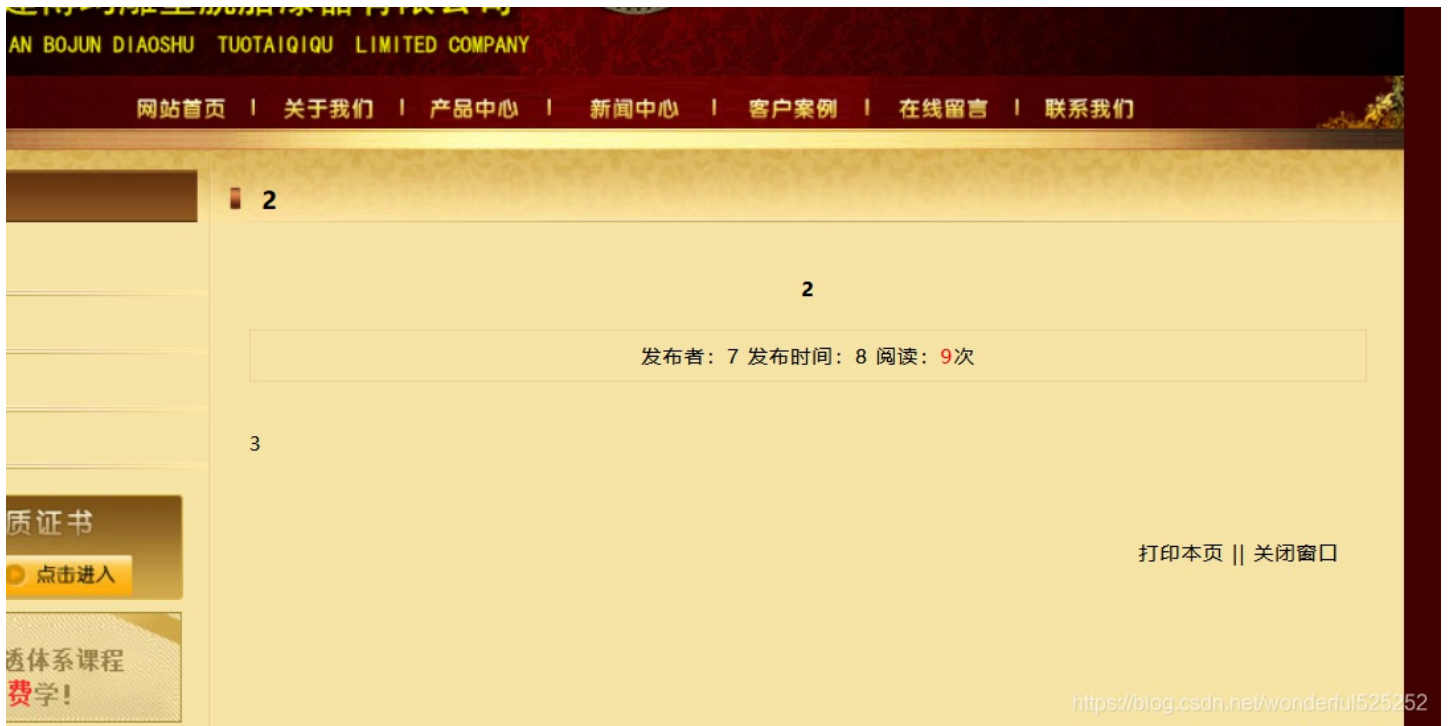 AN BOJUN DIAOSHU TUOTAIQIQU LIMITED COMPANY
网站首页 | 关于我们 | 产品中心 | 新闻中心 | 客户案例 | 在线留言 | 联系我们
2
2
发布者：7 发布时间：8 阅读：9次
3
质证书
点击进入
打印本页 || 关闭窗口
透体系课程
费学!
https://blog.csdn.net/wonderful525252